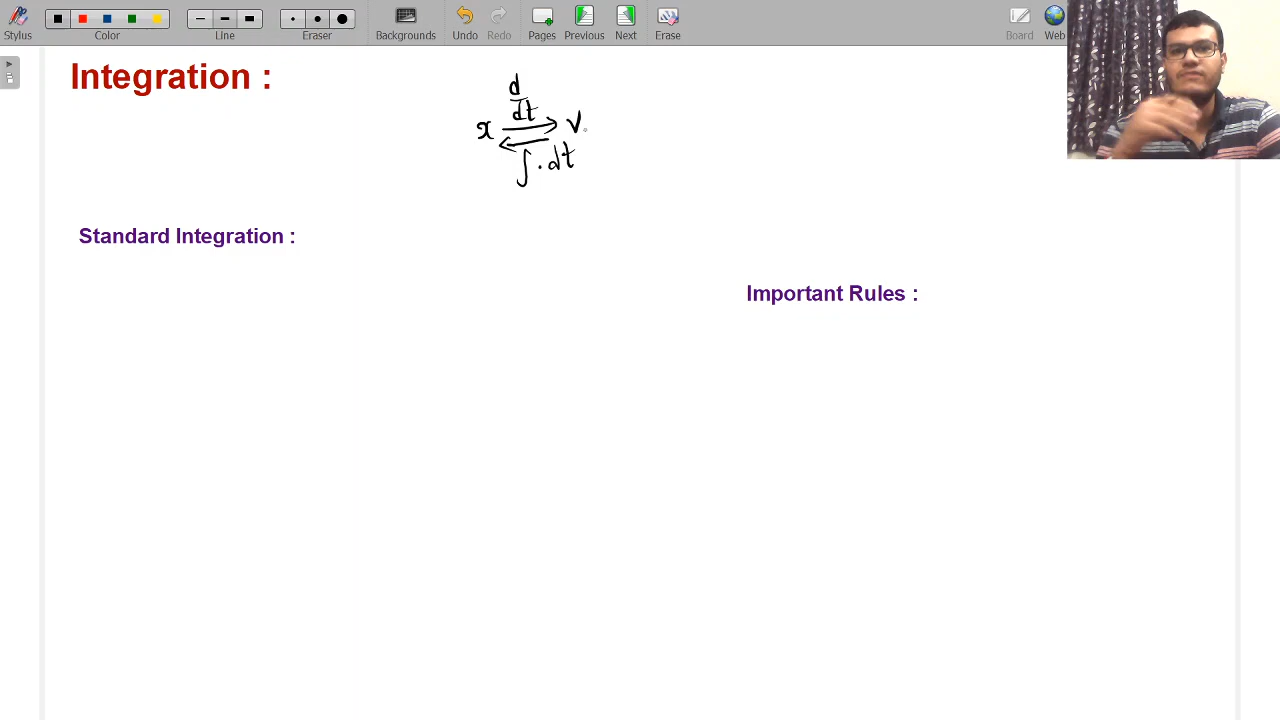 Stylus
Color
Line
Eraser
Backgrounds
Undo
Redo
Pages
Previous
Next
Erase
Board
Web
Integration :
d
dt
x ⇄ v
∫ . dt
Standard Integration :
Important Rules :